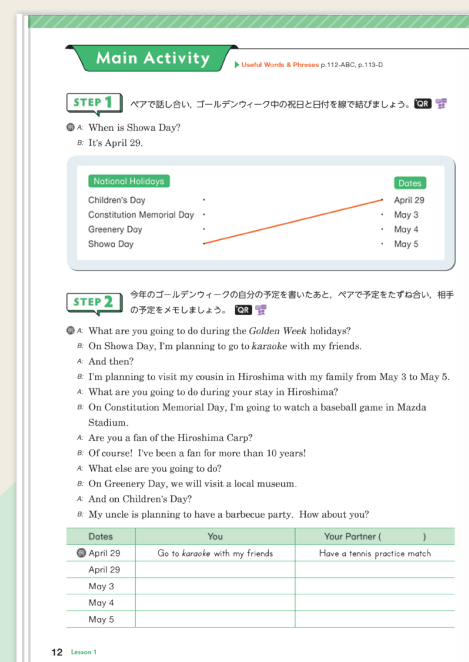 Main Activity
▶ Useful Words & Phrases p.112-ABC, p.113-D
STEP 1
ペアで話し合い，ゴールデンウィーク中の祝日と日付を線で結びましょう。 QR
例 A: When is Showa Day?
B: It's April 29.
National Holidays
Dates
Children's Day ・ ・ April 29
Constitution Memorial Day ・ ・ May 3
Greenery Day ・ ・ May 4
Showa Day ・ ・ May 5
STEP 2
今年のゴールデンウィークの自分の予定を書いたあと，ペアで予定をたずね合い，相手
の予定をメモしましょう。 QR
例 A: What are you going to do during the Golden Week holidays?
B: On Showa Day, I'm planning to go to karaoke with my friends.
A: And then?
B: I'm planning to visit my cousin in Hiroshima with my family from May 3 to May 5.
A: What are you going to do during your stay in Hiroshima?
B: On Constitution Memorial Day, I'm going to watch a baseball game in Mazda
Stadium.
A: Are you a fan of the Hiroshima Carp?
B: Of course! I've been a fan for more than 10 years!
A: What else are you going to do?
B: On Greenery Day, we will visit a local museum.
A: And on Children's Day?
B: My uncle is planning to have a barbecue party. How about you?
Dates You Your Partner ( )
例 April 29 Go to karaoke with my friends Have a tennis practice match
April 29
May 3
May 4
May 5
12 Lesson 1